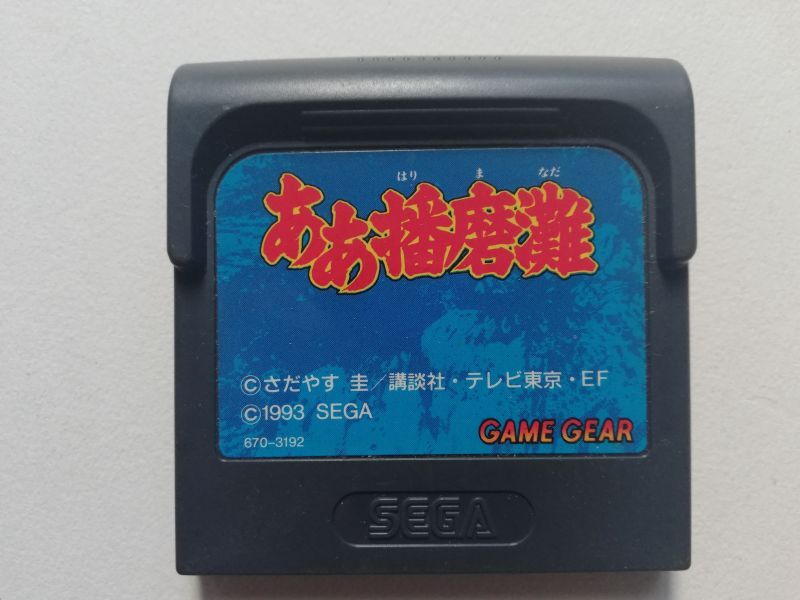 はり ま なだ
ああ播磨灘
©さだやす 圭／講談社・テレビ東京・EF
©1993 SEGA
670-3192
GAME GEAR
SEGA